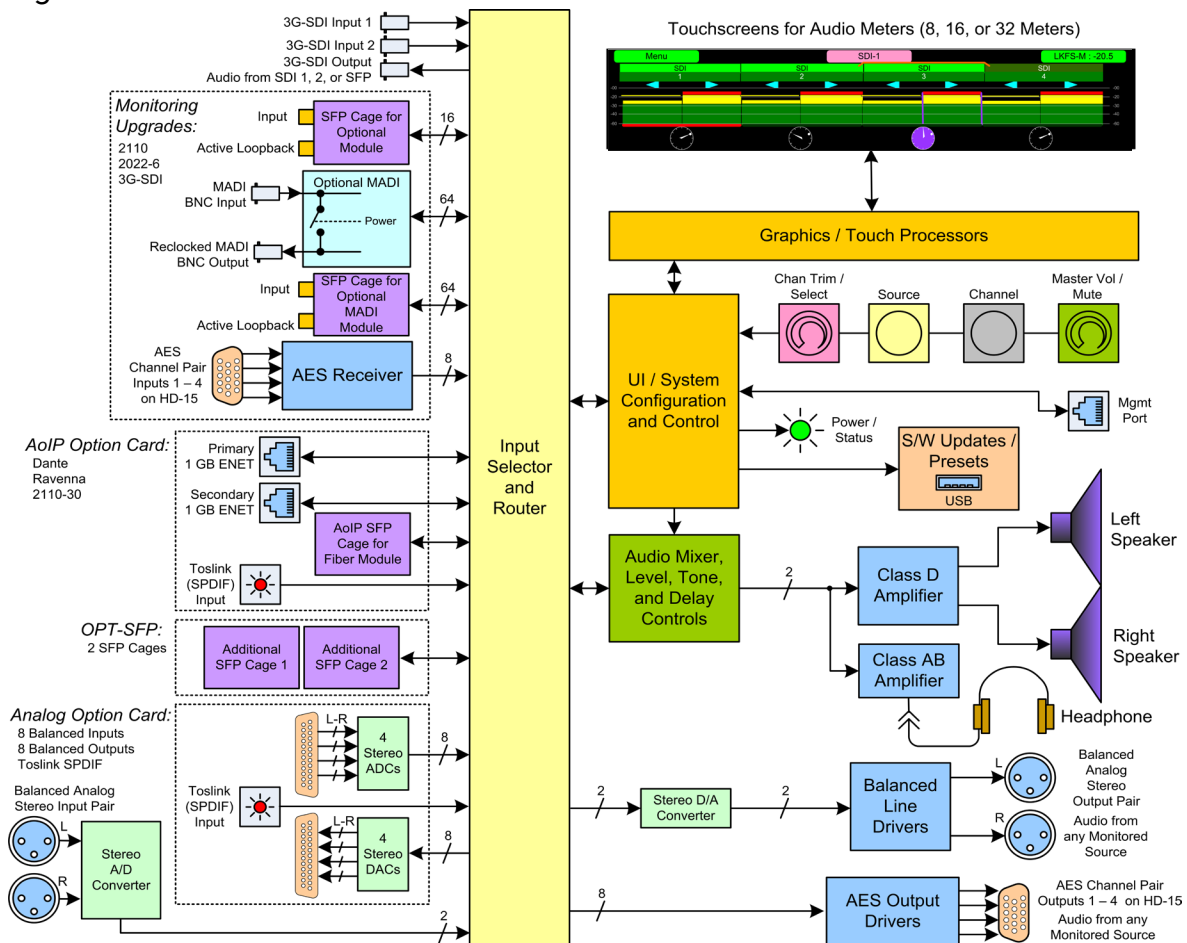 3G-SDI Input 1
3G-SDI Input 2
3G-SDI Output
Audio from SDI 1, 2, or SFP
Monitoring
Upgrades:
2110
2022-6
3G-SDI
Input
Active Loopback
SFP Cage for
Optional
Module
16
MADI
BNC Input
Reclocked MADI
BNC Output
Optional MADI
Power
64
Input
Active Loopback
SFP Cage for
Optional
MADI
Module
64
AES
Channel Pair
Inputs 1 – 4
on HD-15
AES Receiver
8
AoIP Option Card:
Dante
Ravenna
2110-30
Primary
1 GB ENET
Secondary
1 GB ENET
AoIP SFP
Cage for
Fiber Module
Toslink
(SPDIF)
Input
OPT-SFP:
2 SFP Cages
Additional
SFP Cage 1
Additional
SFP Cage 2
Analog Option Card:
8 Balanced Inputs
8 Balanced Outputs
Toslink SPDIF
L-R
4
Stereo
ADCs
8
Toslink
(SPDIF)
Input
L-R
4
Stereo
DACs
8
Balanced Analog
Stereo Input Pair
L
R
Stereo
A/D
Converter
2
Input
Selector
and
Router
Touchscreens for Audio Meters (8, 16, or 32 Meters)
Menu
SDI-1
LKFS-M : -20.5
SDI
SDI
SDI
SDI
1
2
3
4
Graphics / Touch Processors
UI / System
Configuration
and Control
Chan Trim /
Select
Source
Channel
Master Vol /
Mute
Mgmt
Port
Power /
Status
S/W Updates /
Presets
USB
Audio Mixer,
Level, Tone,
and Delay
Controls
2
Class D
Amplifier
Left
Speaker
Right
Speaker
Class AB
Amplifier
Headphone
2
Stereo D/A
Converter
2
Balanced
Line
Drivers
L
R
Balanced
Analog
Stereo
Output Pair
Audio from
any Monitored
Source
8
AES Output
Drivers
AES Channel Pair
Outputs 1 – 4 on HD-15
Audio from any
Monitored Source